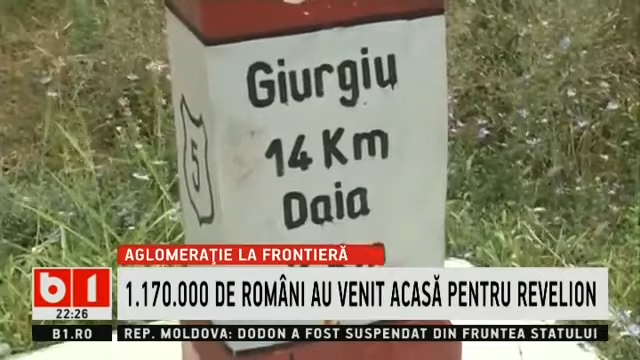 Giurgiu
14 Km
Daia
5
AGLOMERAŢIE LA FRONTIERĂ
b1
1.170.000 DE ROMÂNI AU VENIT ACASĂ PENTRU REVELION
22:26
B1.RO
REP. MOLDOVA: DODON A FOST SUSPENDAT DIN FRUNTEA STATULUI